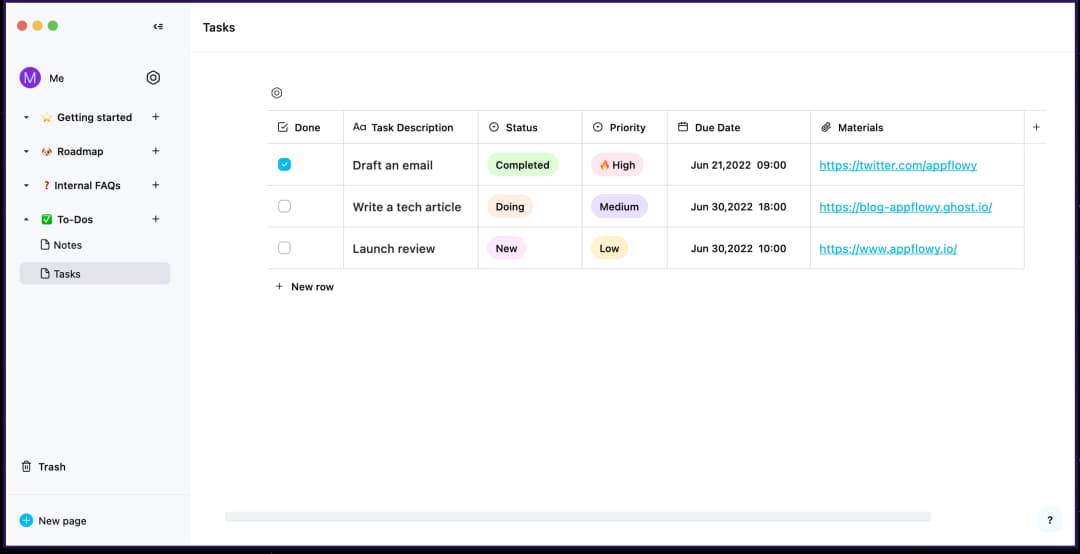 Tasks
M Me
Getting started
Roadmap
Internal FAQs
To-Dos
Notes
Tasks
Trash
New page
Done Aa Task Description Status Priority Due Date Materials
Draft an email Completed High Jun 21,2022 09:00 https://twitter.com/appflowy
Write a tech article Doing Medium Jun 30,2022 18:00 https://blog-appflowy.ghost.io/
Launch review New Low Jun 30,2022 10:00 https://www.appflowy.io/
+ New row
?